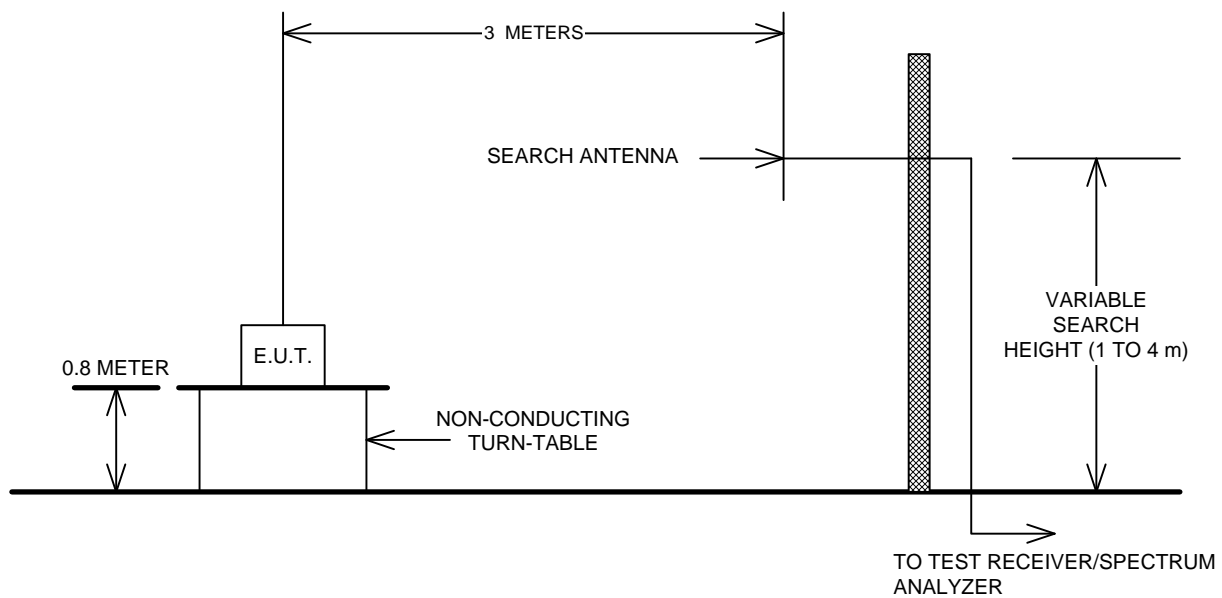 3 METERS
SEARCH ANTENNA
VARIABLE
SEARCH
HEIGHT (1 TO 4 m)
E.U.T.
0.8 METER
NON-CONDUCTING
TURN-TABLE
TO TEST RECEIVER/SPECTRUM
ANALYZER